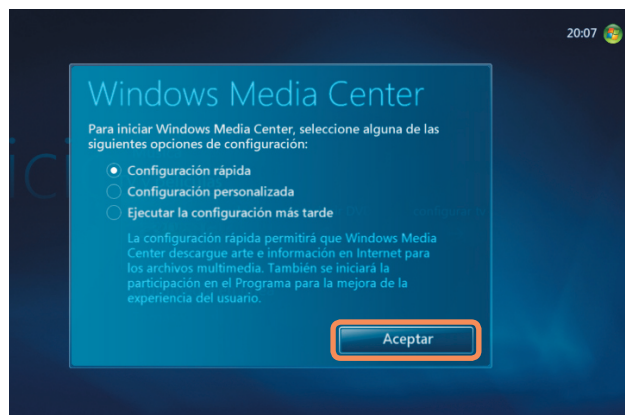 20:07
Windows Media Center
Para iniciar Windows Media Center, seleccione alguna de las
siguientes opciones de configuración:
Configuración rápida
Configuración personalizada
Ejecutar la configuración más tarde
La configuración rápida permitirá que Windows Media
Center descargue arte e información en Internet para
los archivos multimedia. También se iniciará la
participación en el Programa para la mejora de la
experiencia del usuario.
Aceptar